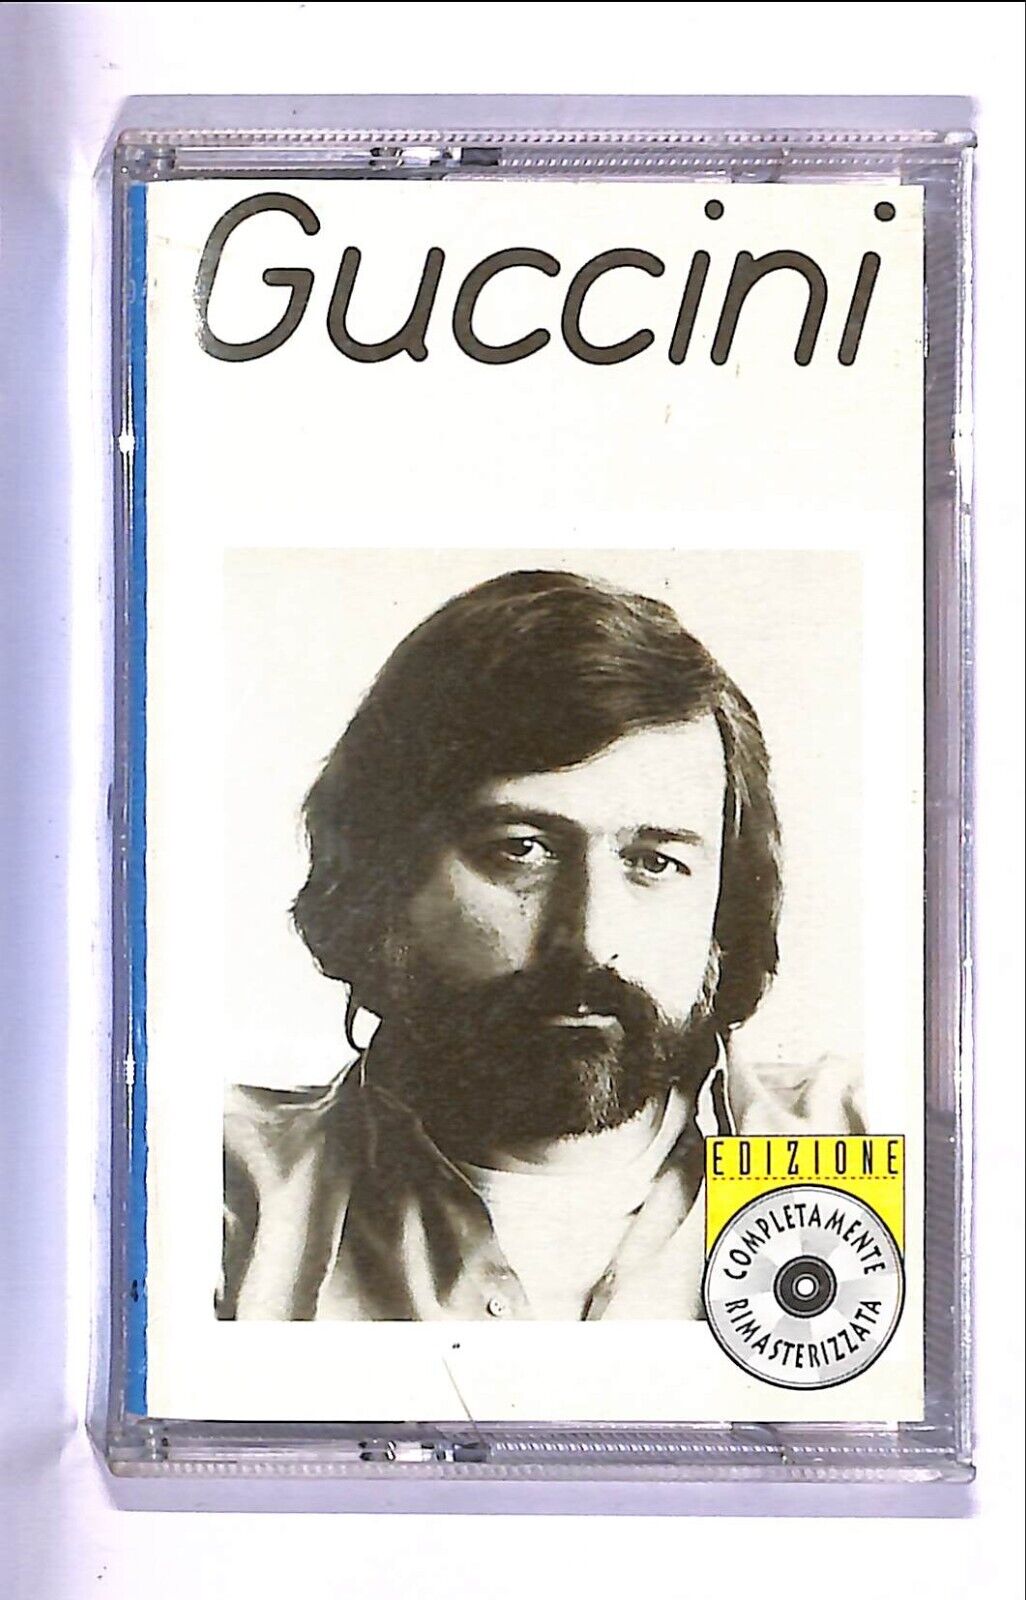 Guccini
EDIZIONE
COMPLETAMENTE
RIMASTERIZZATA